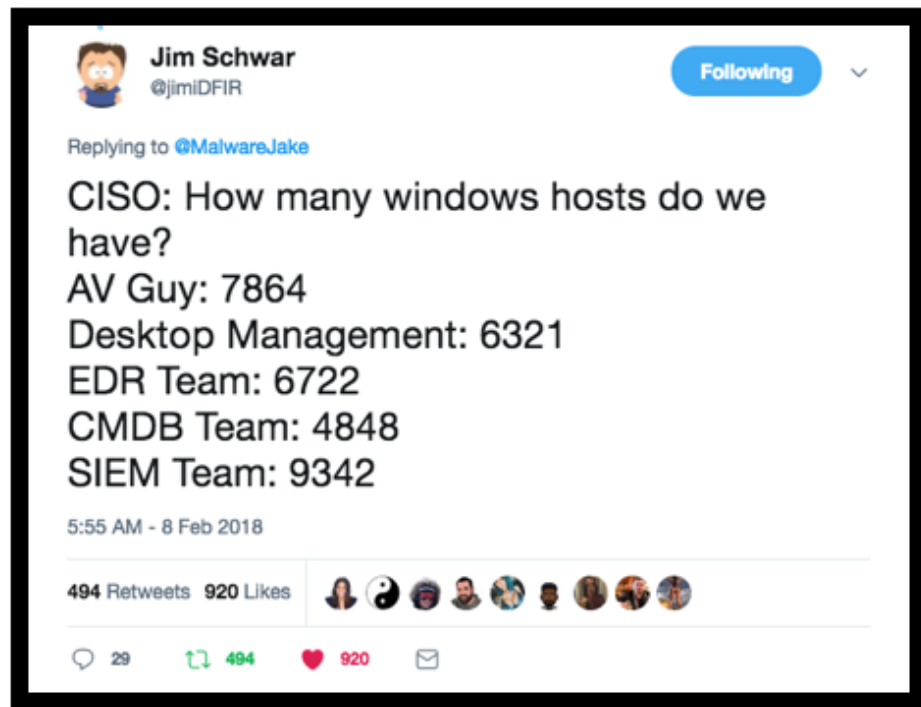 Jim Schwar
@jimiDFIR
Following
Replying to @MalwareJake
CISO: How many windows hosts do we
have?
AV Guy: 7864
Desktop Management: 6321
EDR Team: 6722
CMDB Team: 4848
SIEM Team: 9342
5:55 AM - 8 Feb 2018
494 Retweets 920 Likes
29 494 920